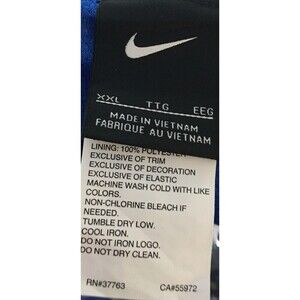 XXL TTG EEG
MADE IN VIETNAM
FABRIQUE AU VIETNAM
LINING: 100% POLYESTER
EXCLUSIVE OF TRIM
EXCLUSIVE OF DECORATION
EXCLUSIVE OF ELASTIC
MACHINE WASH COLD WITH LIKE
COLORS.
NON-CHLORINE BLEACH IF
NEEDED.
TUMBLE DRY LOW.
COOL IRON.
DO NOT IRON LOGO.
DO NOT DRY CLEAN.
RN#37763 CA#55972